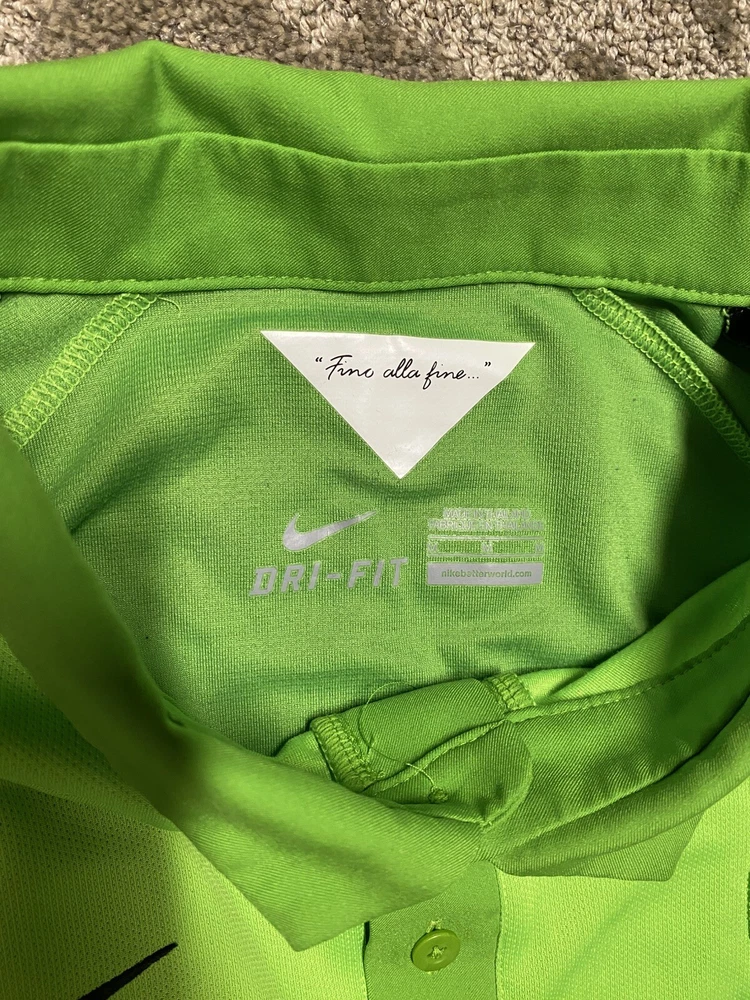 “Fino alla fine...”
DRI-FIT
nikebetterworld.com